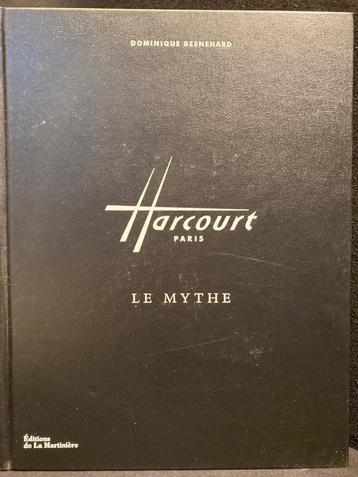 DOMINIQUE BESNEHARD
Harcourt
PARIS
LE MYTHE
Éditions
de La Martinière